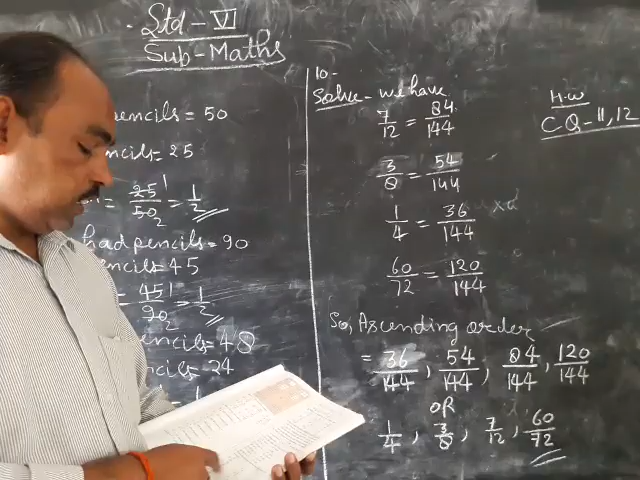 Std - VI
Sub - Maths
pencils = 50
ncils = 25
= 25/50 = 1/2
had pencils = 90
encils = 45
= 45/90 = 1/2
encils = 48
ncils = 24
10 -
Solve - we have
7/12 = 84/144
3/8 = 54/144
1/4 = 36/144
60/72 = 120/144
So, Ascending order
= 36/144, 54/144, 84/144, 120/144
OR
1/4, 3/8, 7/12, 60/72
H.W
CQ - 11, 12